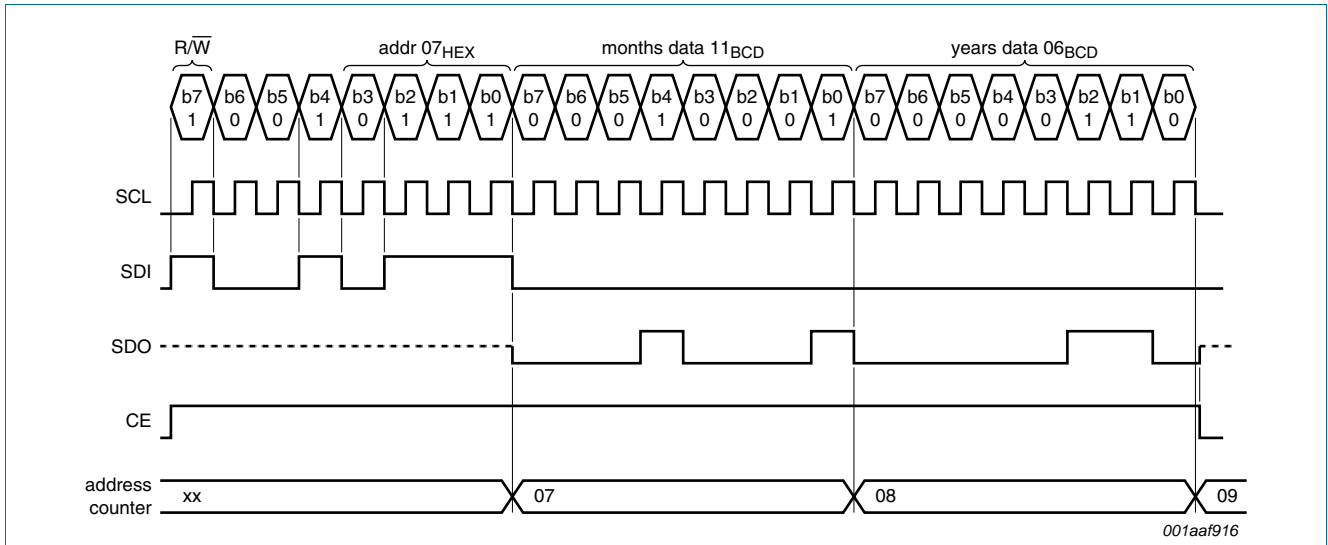 R/W̅ addr 07HEX months data 11BCD years data 06BCD
b7 b6 b5 b4 b3 b2 b1 b0 b7 b6 b5 b4 b3 b2 b1 b0 b7 b6 b5 b4 b3 b2 b1 b0
1 0 0 1 0 1 1 1 0 0 0 1 0 0 0 1 0 0 0 0 0 1 1 0
SCL
SDI
SDO
CE
address
counter
xx 07 08 09
001aaf916